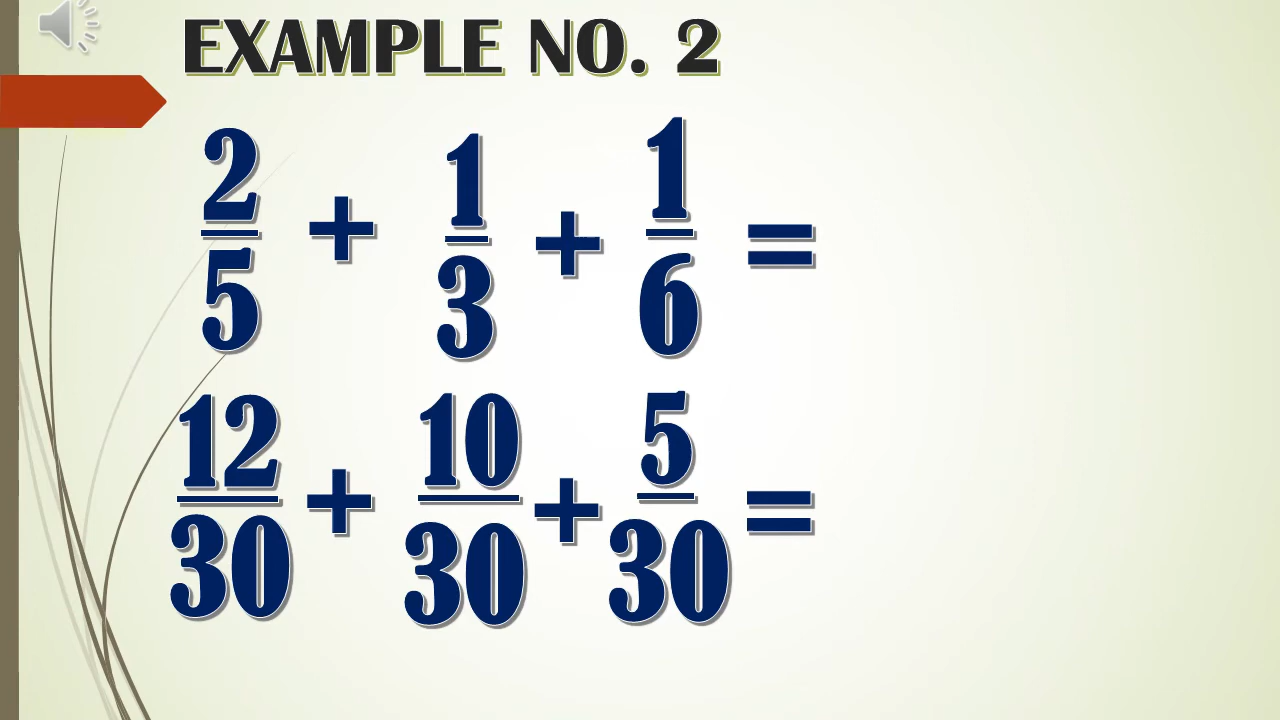 EXAMPLE NO. 2
2/5 + 1/3 + 1/6 =
12/30 + 10/30 + 5/30 =